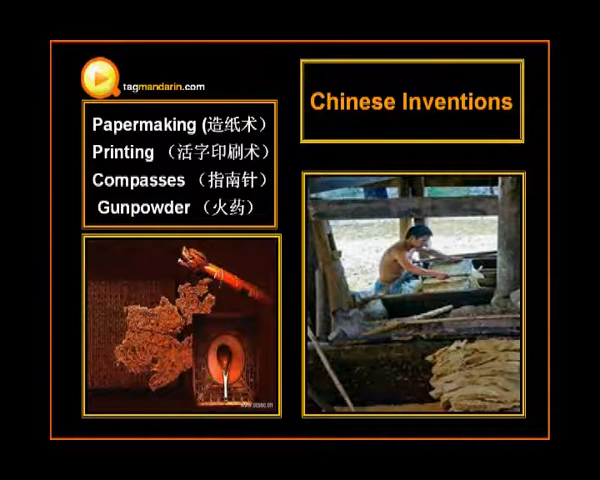 tagmandarin.com
Chinese Inventions
Papermaking (造纸术）
Printing （活字印刷术）
Compasses （指南针）
Gunpowder （火药）